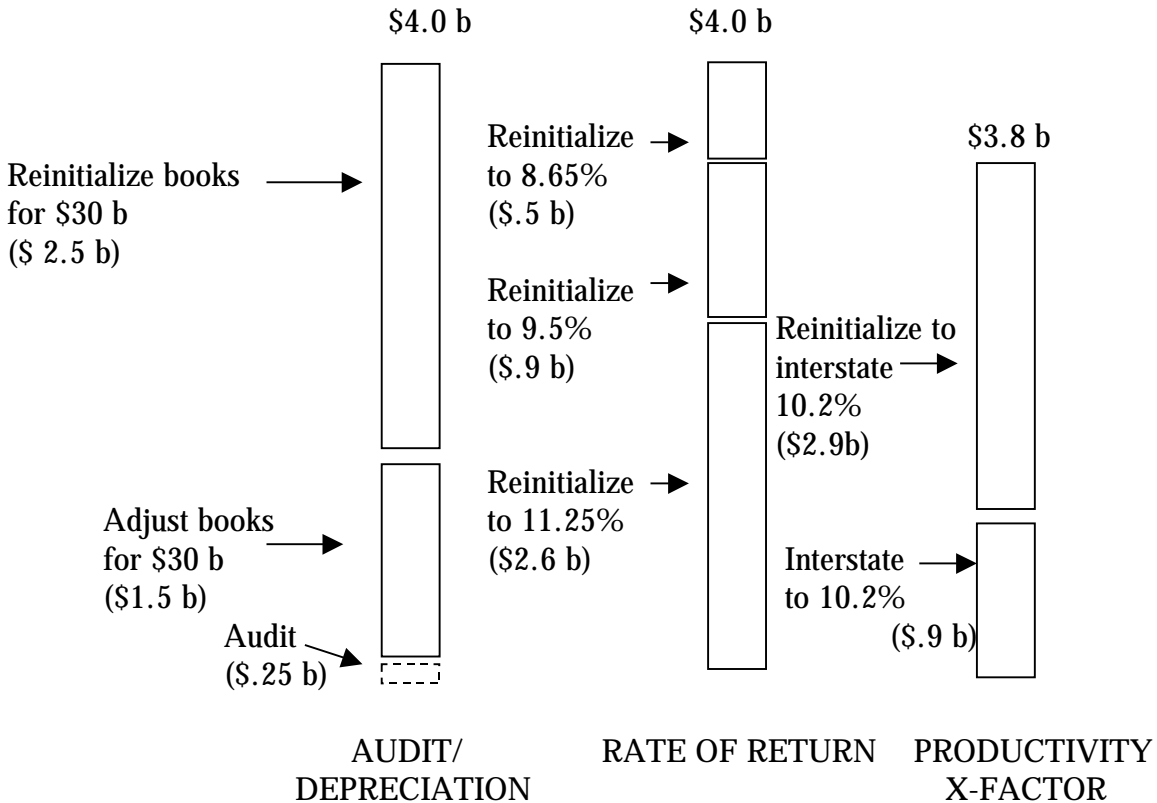 $4.0 b
$4.0 b
$3.8 b
Reinitialize books
for $30 b
($ 2.5 b)
Adjust books
for $30 b
($1.5 b)
Audit
($.25 b)
Reinitialize
to 8.65%
($.5 b)
Reinitialize
to 9.5%
($.9 b)
Reinitialize
to 11.25%
($2.6 b)
Reinitialize to
interstate
10.2%
($2.9b)
Interstate
to 10.2%
($.9 b)
AUDIT/
DEPRECIATION
RATE OF RETURN
PRODUCTIVITY
X-FACTOR